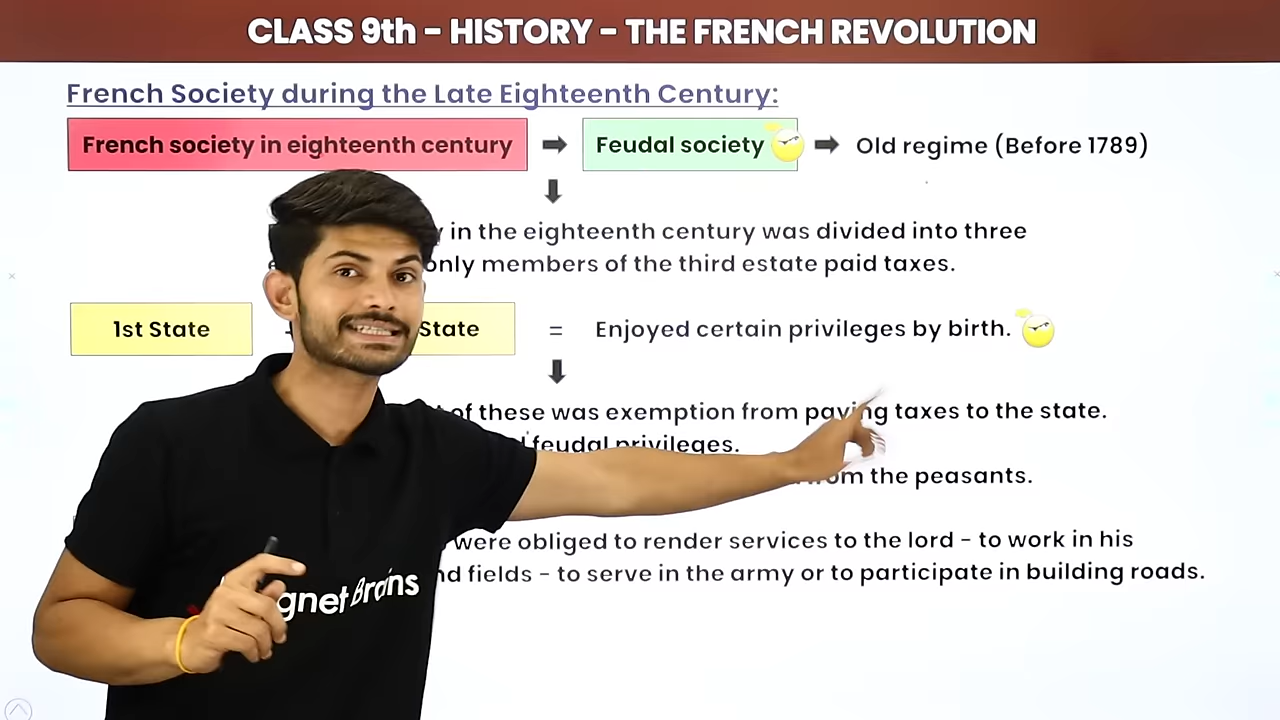 CLASS 9th - HISTORY - THE FRENCH REVOLUTION
French Society during the Late Eighteenth Century:
French society in eighteenth century
Feudal society
Old regime (Before 1789)
in the eighteenth century was divided into three
only members of the third estate paid taxes.
1st State
State
=
Enjoyed certain privileges by birth.
of these was exemption from paying taxes to the state.
feudal privileges.
from the peasants.
were obliged to render services to the lord - to work in his
fields - to serve in the army or to participate in building roads.
gnet Brains